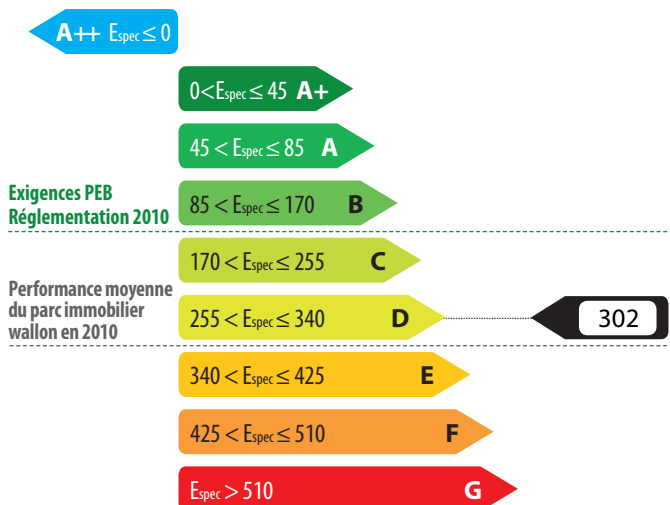 A++ Espec ≤ 0
0<Espec ≤ 45 A+
45 < Espec ≤ 85 A
Exigences PEB
Réglementation 2010
85 < Espec ≤ 170 B
170 < Espec ≤ 255 C
Performance moyenne
du parc immobilier
wallon en 2010
255 < Espec ≤ 340 D
302
340 < Espec ≤ 425 E
425 < Espec ≤ 510 F
Espec > 510 G